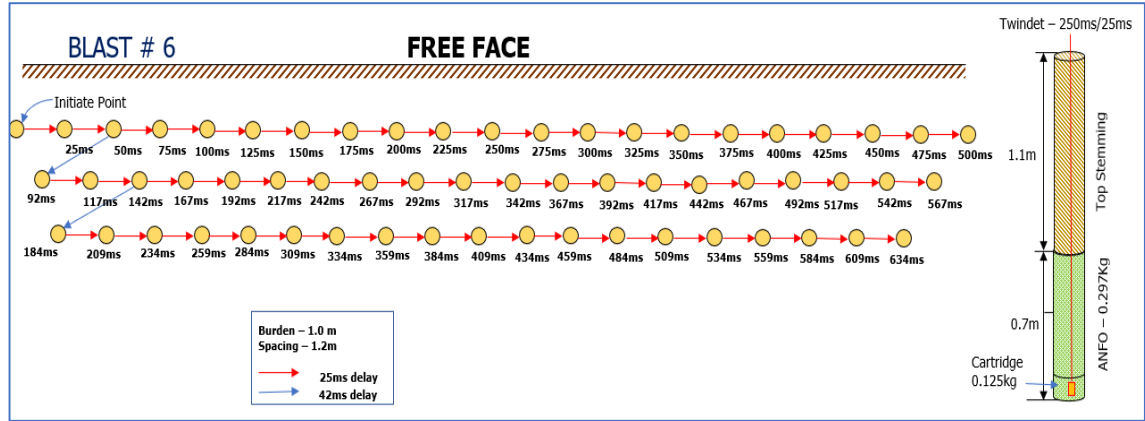 BLAST # 6
FREE FACE
Twindet – 250ms/25ms
Initiate Point
25ms 50ms 75ms 100ms 125ms 150ms 175ms 200ms 225ms 250ms 275ms 300ms 325ms 350ms 375ms 400ms 425ms 450ms 475ms 500ms
92ms 117ms 142ms 167ms 192ms 217ms 242ms 267ms 292ms 317ms 342ms 367ms 392ms 417ms 442ms 467ms 492ms 517ms 542ms 567ms
184ms 209ms 234ms 259ms 284ms 309ms 334ms 359ms 384ms 409ms 434ms 459ms 484ms 509ms 534ms 559ms 584ms 609ms 634ms
Burden – 1.0 m
Spacing – 1.2m
25ms delay
42ms delay
1.1m
Top Stemming
0.7m
ANFO – 0.297Kg
Cartridge
0.125kg